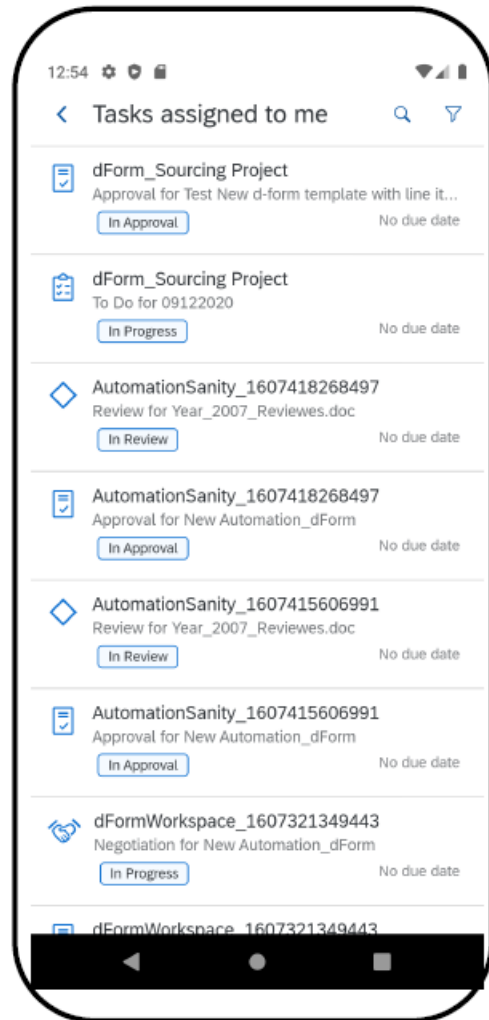 12:54
Tasks assigned to me
dForm_Sourcing Project
Approval for Test New d-form template with line it...
In Approval No due date
dForm_Sourcing Project
To Do for 09122020
In Progress No due date
AutomationSanity_1607418268497
Review for Year_2007_Reviewes.doc
In Review No due date
AutomationSanity_1607418268497
Approval for New Automation_dForm
In Approval No due date
AutomationSanity_1607415606991
Review for Year_2007_Reviewes.doc
In Review No due date
AutomationSanity_1607415606991
Approval for New Automation_dForm
In Approval No due date
dFormWorkspace_1607321349443
Negotiation for New Automation_dForm
In Progress No due date
dFormWorkspace_1607321349443